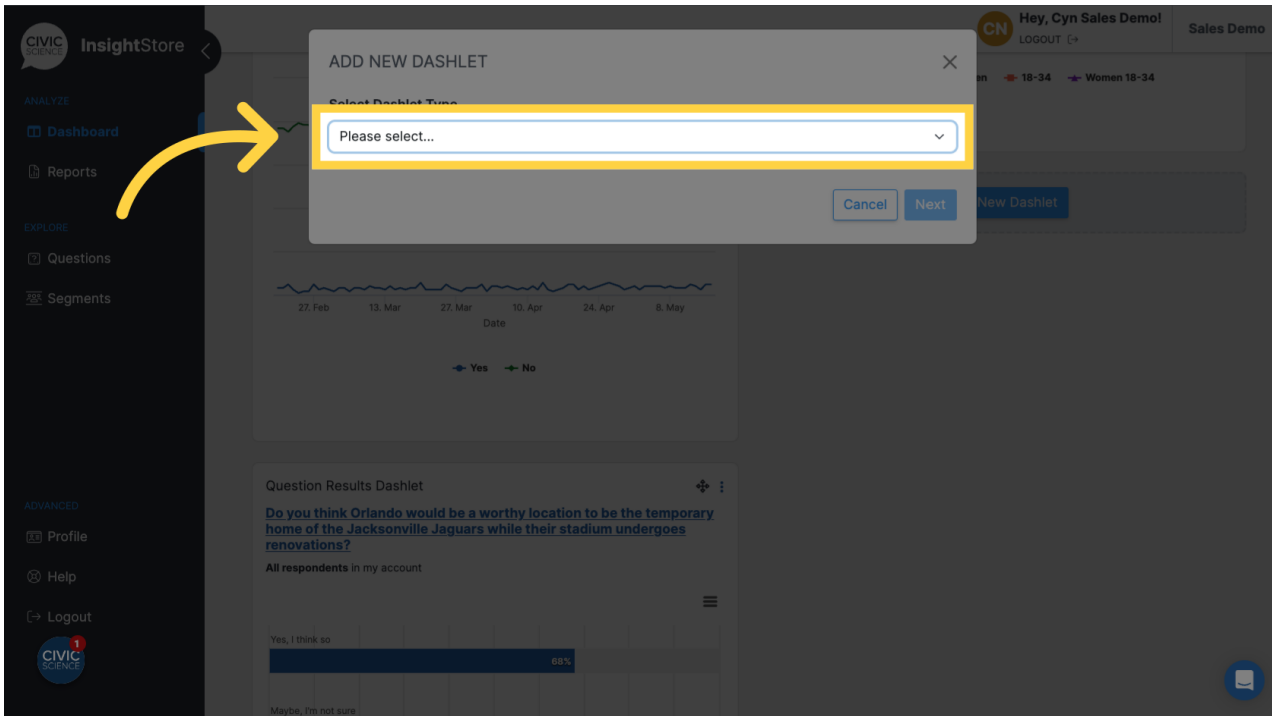 CIVIC
SCIENCE
InsightStore
ANALYZE
Dashboard
Reports
EXPLORE
Questions
Segments
ADVANCED
Profile
Help
Logout
1
CIVIC
SCIENCE
CN
Hey, Cyn Sales Demo!
LOGOUT
Sales Demo
ADD NEW DASHLET
Select Dashlet Type
Please select...
Cancel
Next
18-34
Women 18-34
New Dashlet
27. Feb 13. Mar 27. Mar 10. Apr 24. Apr 8. May
Date
Yes No
Question Results Dashlet
Do you think Orlando would be a worthy location to be the temporary
home of the Jacksonville Jaguars while their stadium undergoes
renovations?
All respondents in my account
Yes, I think so
68%
Maybe, I'm not sure